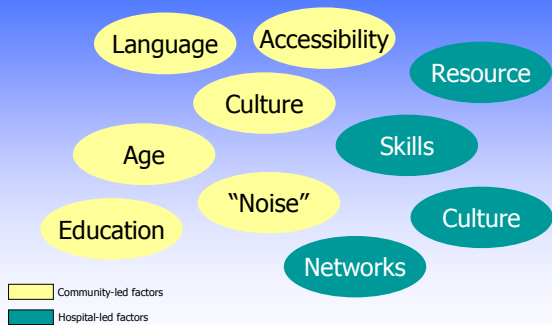 Language
Accessibility
Resource
Culture
Skills
Age
"Noise"
Culture
Education
Networks
Community-led factors
Hospital-led factors